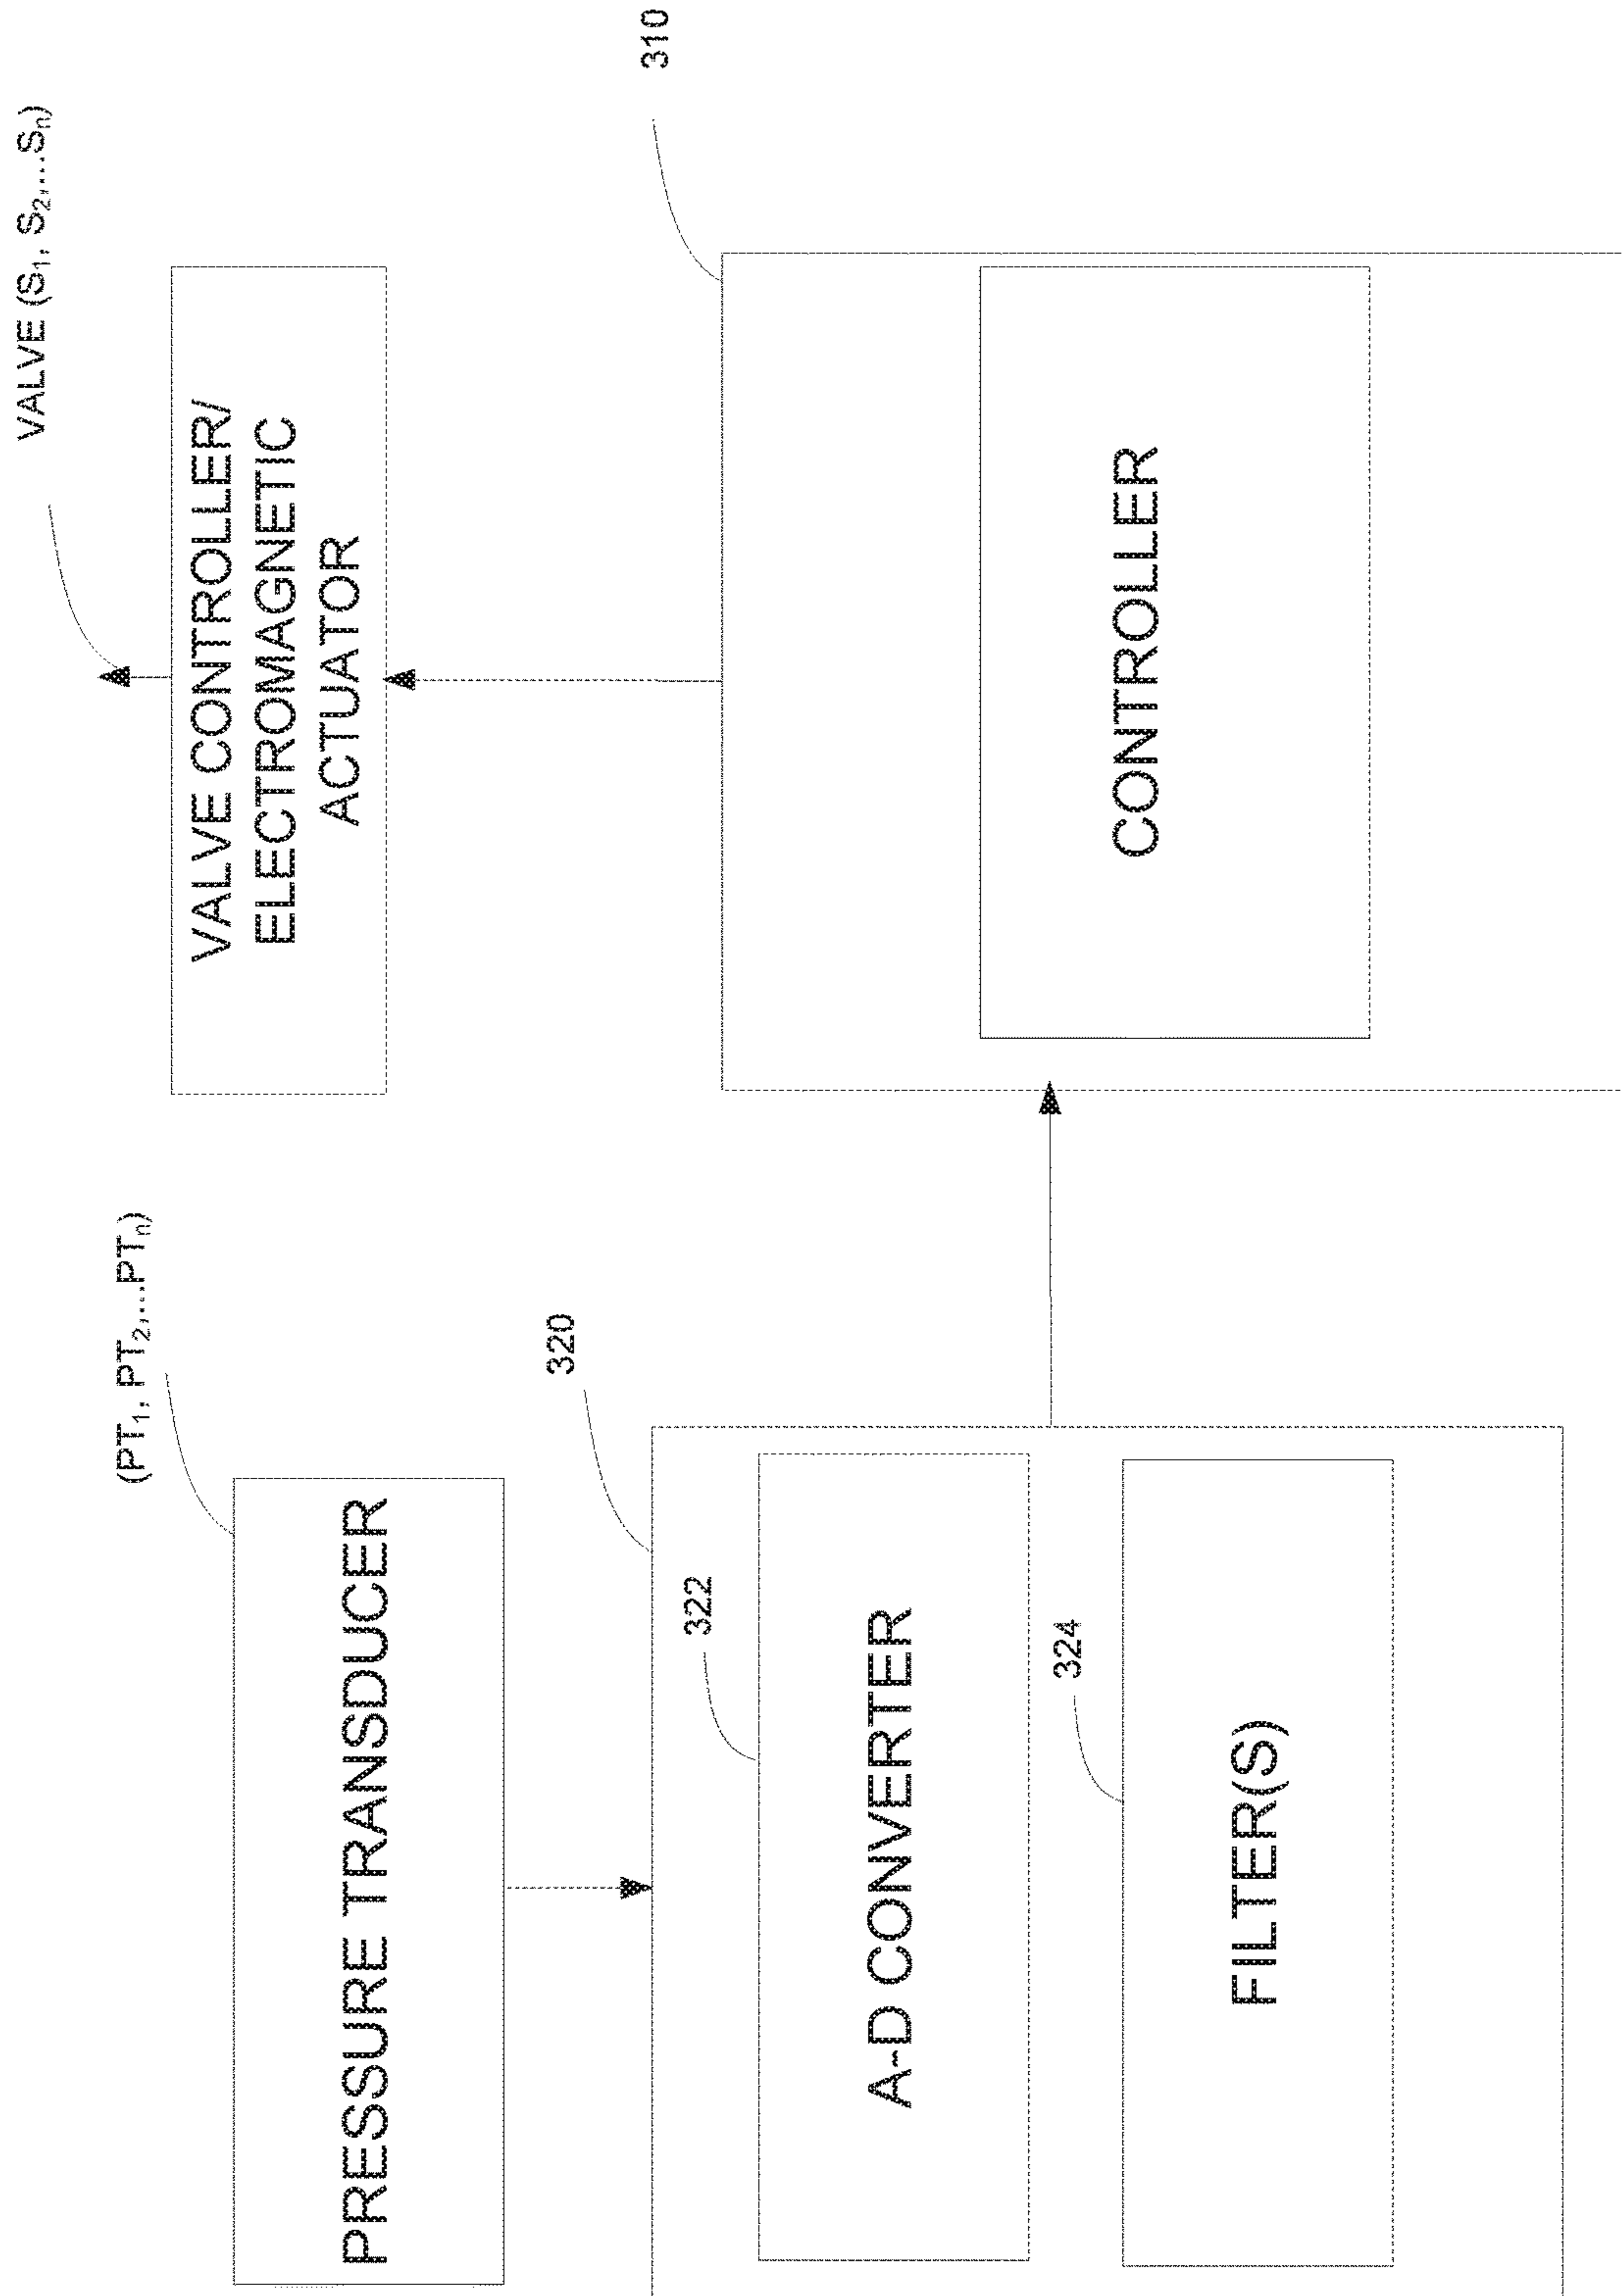 (PT₁, PT₂,...PTₙ)
PRESSURE TRANSDUCER
320
322
A-D CONVERTER
324
FILTER(S)
VALVE (S₁, S₂,...Sₙ)
VALVE CONTROLLER/
ELECTROMAGNETIC
ACTUATOR
310
CONTROLLER